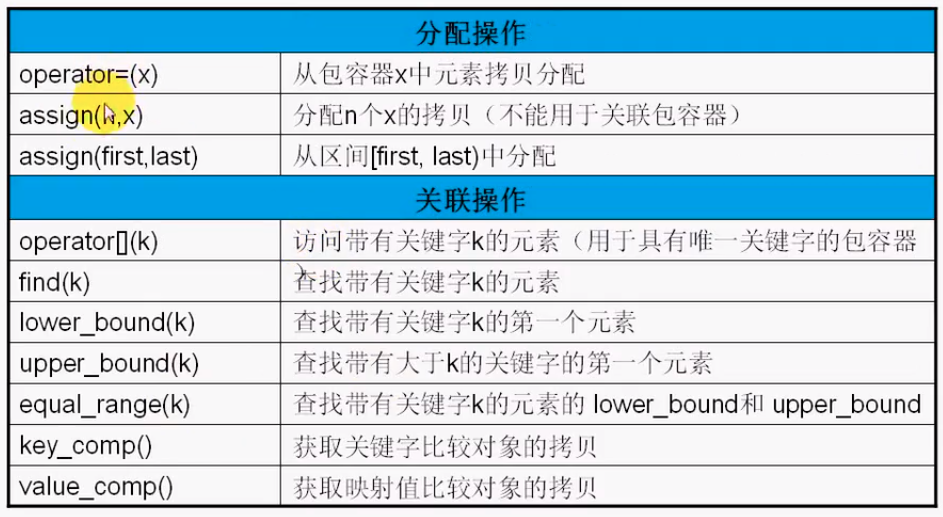 分配操作
operator=(x) 从包容器x中元素拷贝分配
assign(n,x) 分配n个x的拷贝（不能用于关联包容器）
assign(first,last) 从区间[first, last)中分配
关联操作
operator[](k) 访问带有关键字k的元素（用于具有唯一关键字的包容器
）
find(k) 查找带有关键字k的元素
lower_bound(k) 查找带有关键字k的第一个元素
upper_bound(k) 查找带有大于k的关键字的第一个元素
equal_range(k) 查找带有关键字k的元素的 lower_bound和 upper_bound
key_comp() 获取关键字比较对象的拷贝
value_comp() 获取映射值比较对象的拷贝